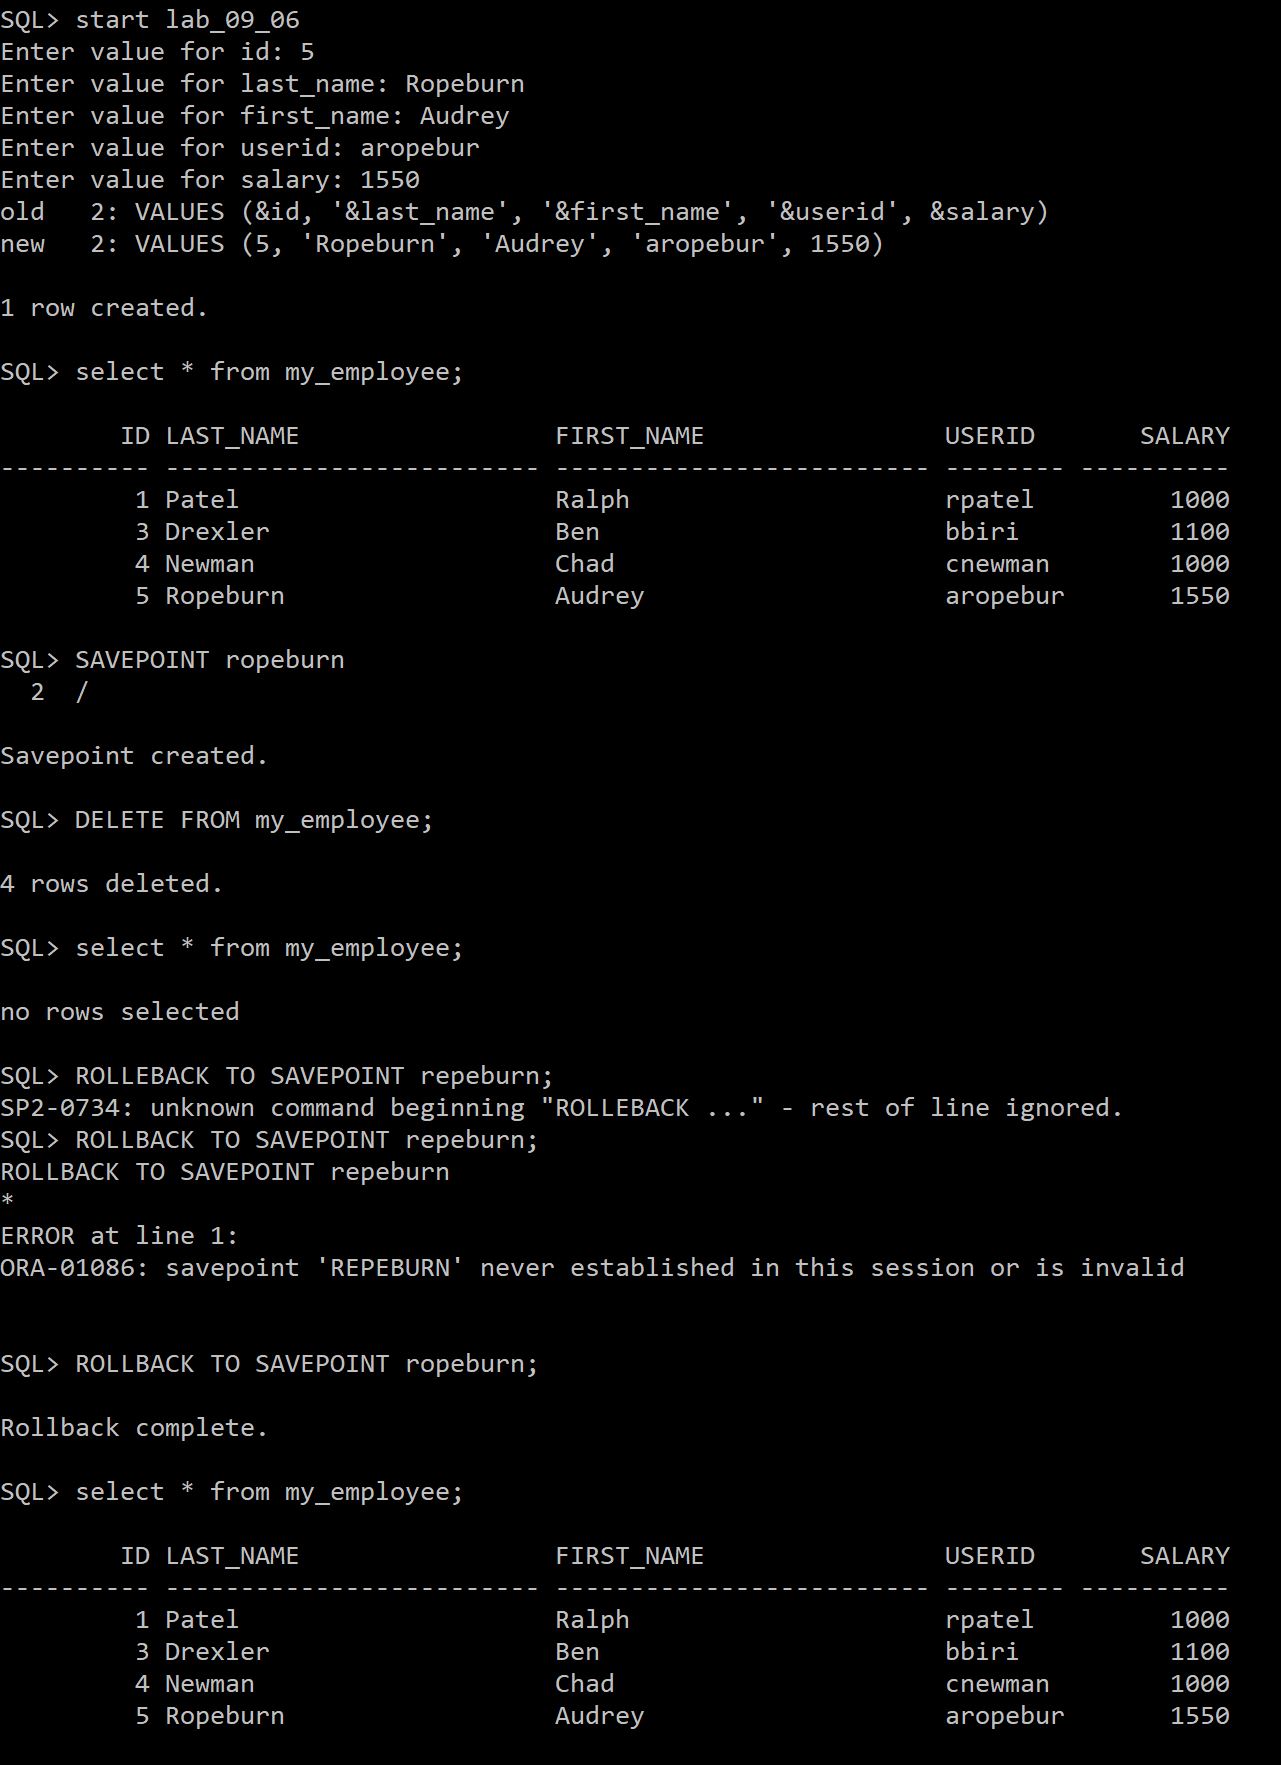 SQL> start lab_09_06
Enter value for id: 5
Enter value for last_name: Ropeburn
Enter value for first_name: Audrey
Enter value for userid: aropebur
Enter value for salary: 1550
old   2: VALUES (&id, '&last_name', '&first_name', '&userid', &salary)
new   2: VALUES (5, 'Ropeburn', 'Audrey', 'aropebur', 1550)

1 row created.

SQL> select * from my_employee;

        ID LAST_NAME                 FIRST_NAME                USERID       SALARY
---------- ------------------------- ------------------------- -------- ----------
         1 Patel                     Ralph                     rpatel         1000
         3 Drexler                   Ben                       bbiri          1100
         4 Newman                    Chad                      cnewman        1000
         5 Ropeburn                  Audrey                    aropebur       1550

SQL> SAVEPOINT ropeburn
  2  /

Savepoint created.

SQL> DELETE FROM my_employee;

4 rows deleted.

SQL> select * from my_employee;

no rows selected

SQL> ROLLEBACK TO SAVEPOINT repeburn;
SP2-0734: unknown command beginning "ROLLEBACK ..." - rest of line ignored.
SQL> ROLLBACK TO SAVEPOINT repeburn;
ROLLBACK TO SAVEPOINT repeburn
*
ERROR at line 1:
ORA-01086: savepoint 'REPEBURN' never established in this session or is invalid


SQL> ROLLBACK TO SAVEPOINT ropeburn;

Rollback complete.

SQL> select * from my_employee;

        ID LAST_NAME                 FIRST_NAME                USERID       SALARY
---------- ------------------------- ------------------------- -------- ----------
         1 Patel                     Ralph                     rpatel         1000
         3 Drexler                   Ben                       bbiri          1100
         4 Newman                    Chad                      cnewman        1000
         5 Ropeburn                  Audrey                    aropebur       1550